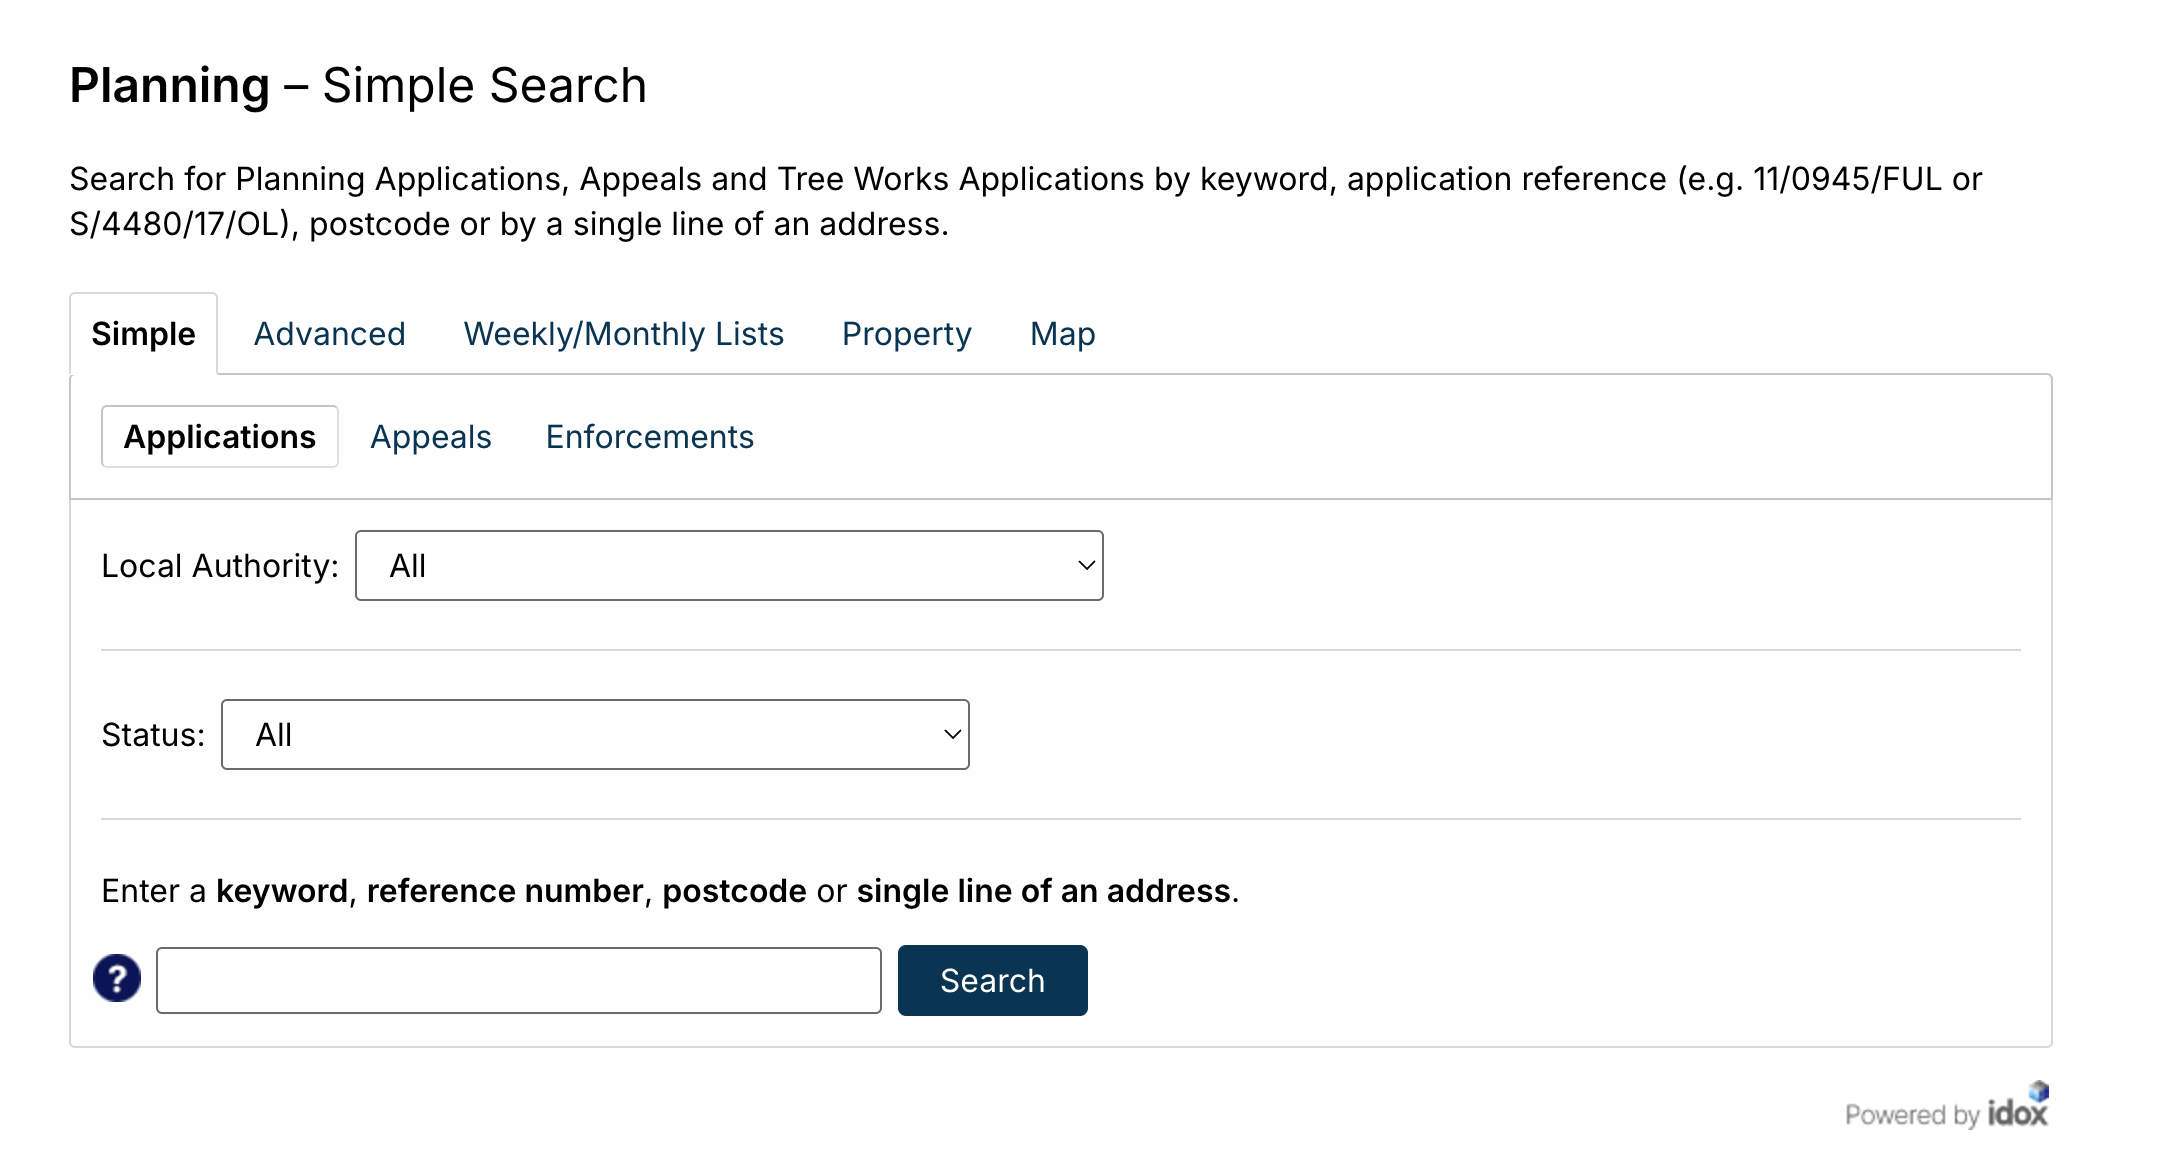 Planning – Simple Search
Search for Planning Applications, Appeals and Tree Works Applications by keyword, application reference (e.g. 11/0945/FUL or
S/4480/17/OL), postcode or by a single line of an address.
Simple Advanced Weekly/Monthly Lists Property Map
Applications Appeals Enforcements
Local Authority: All
Status: All
Enter a keyword, reference number, postcode or single line of an address.
? Search
Powered by idox